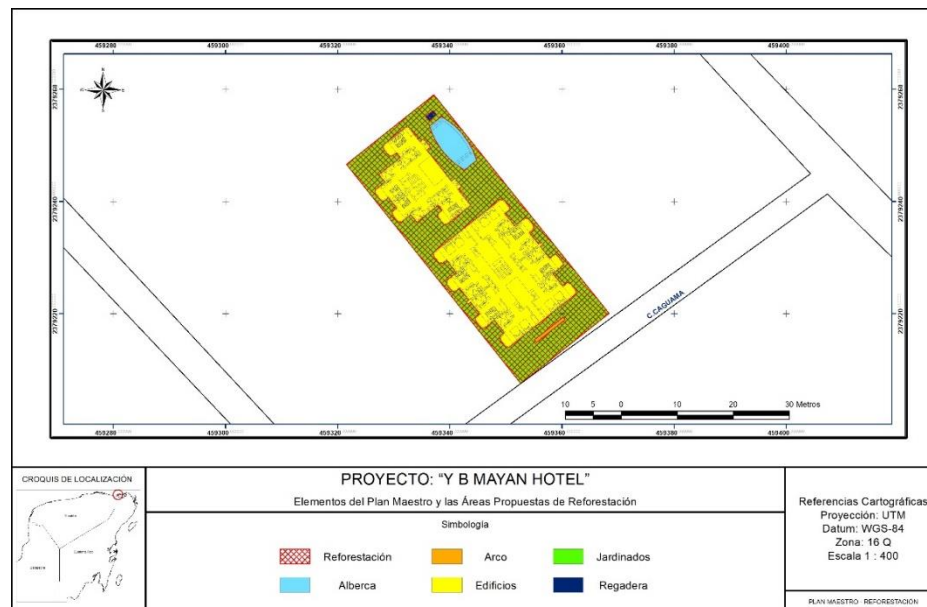 459280 459300 459320 459340 459360 459380 459400
2379260 2379260
2379240 2379240
2379220 2379220
C.CAGUAMA
10 5 0 10 20 30 Metros
459280 459300 459320 459340 459360 459380 459400
CROQUIS DE LOCALIZACIÓN
PROYECTO: “Y B MAYAN HOTEL”
Elementos del Plan Maestro y las Áreas Propuestas de Reforestación
Simbología
Reforestación Arco Jardinados
Alberca Edificios Regadera
Referencias Cartográficas
Proyección: UTM
Datum: WGS-84
Zona: 16 Q
Escala 1 : 400
PLAN MAESTRO - REFORESTACIÓN